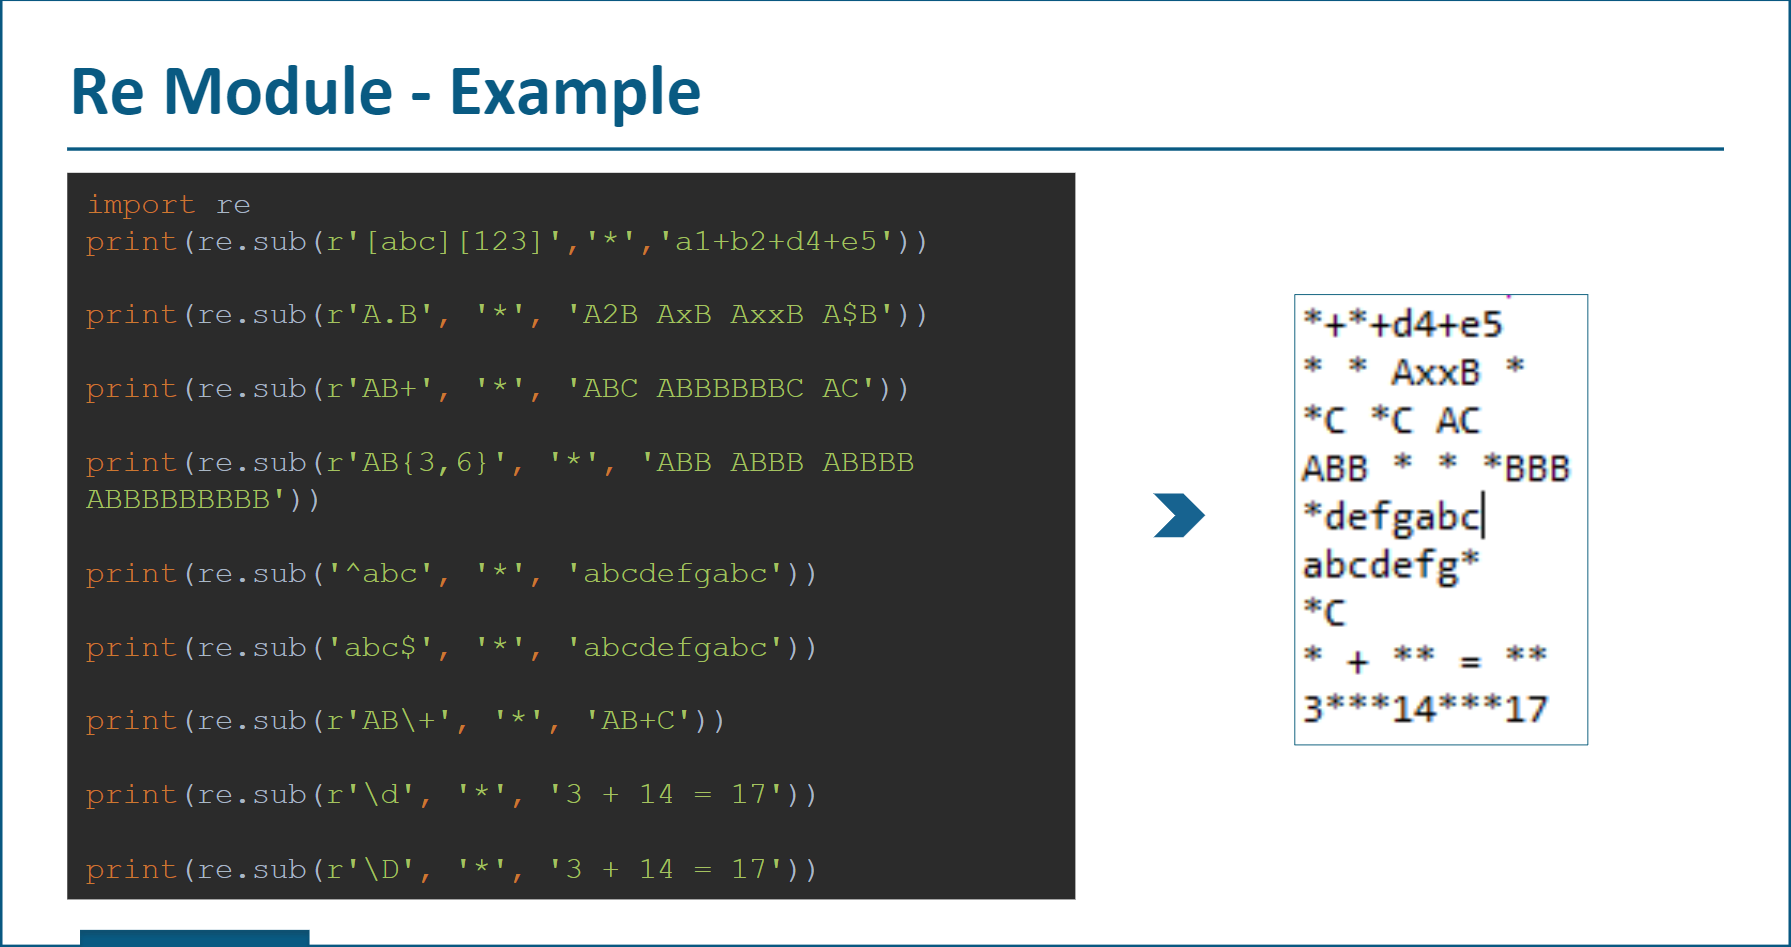 Re Module - Example
import re
print(re.sub(r'[abc][123]','*','a1+b2+d4+e5'))
print(re.sub(r'A.B', '*', 'A2B AxB AxxB A$B'))
print(re.sub(r'AB+', '*', 'ABC ABBBBBBC AC'))
print(re.sub(r'AB{3,6}', '*', 'ABB ABBB ABBBB
ABBBBBBBBB'))
print(re.sub('^abc', '*', 'abcdefgabc'))
print(re.sub('abc$', '*', 'abcdefgabc'))
print(re.sub(r'AB\+', '*', 'AB+C'))
print(re.sub(r'\d', '*', '3 + 14 = 17'))
print(re.sub(r'\D', '*', '3 + 14 = 17'))
*+*+d4+e5
* * AxxB *
*C *C AC
ABB * * *BBB
*defgabc
abcdefg*
*C
* + ** = **
3***14***17